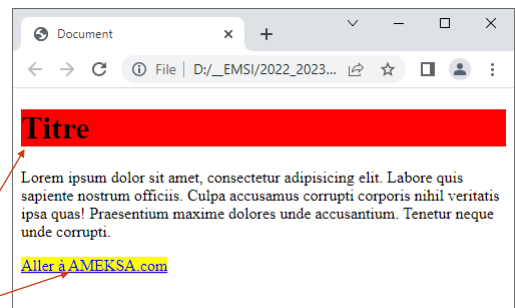 Document
File | D:/__EMSI/2022_2023...
Titre
Lorem ipsum dolor sit amet, consectetur adipisicing elit. Labore quis
sapiente nostrum officiis. Culpa accusamus corrupti corporis nihil veritatis
ipsa quas! Praesentium maxime dolores unde accusantium. Tenetur neque
unde corrupti.
Aller à AMEKSA.com